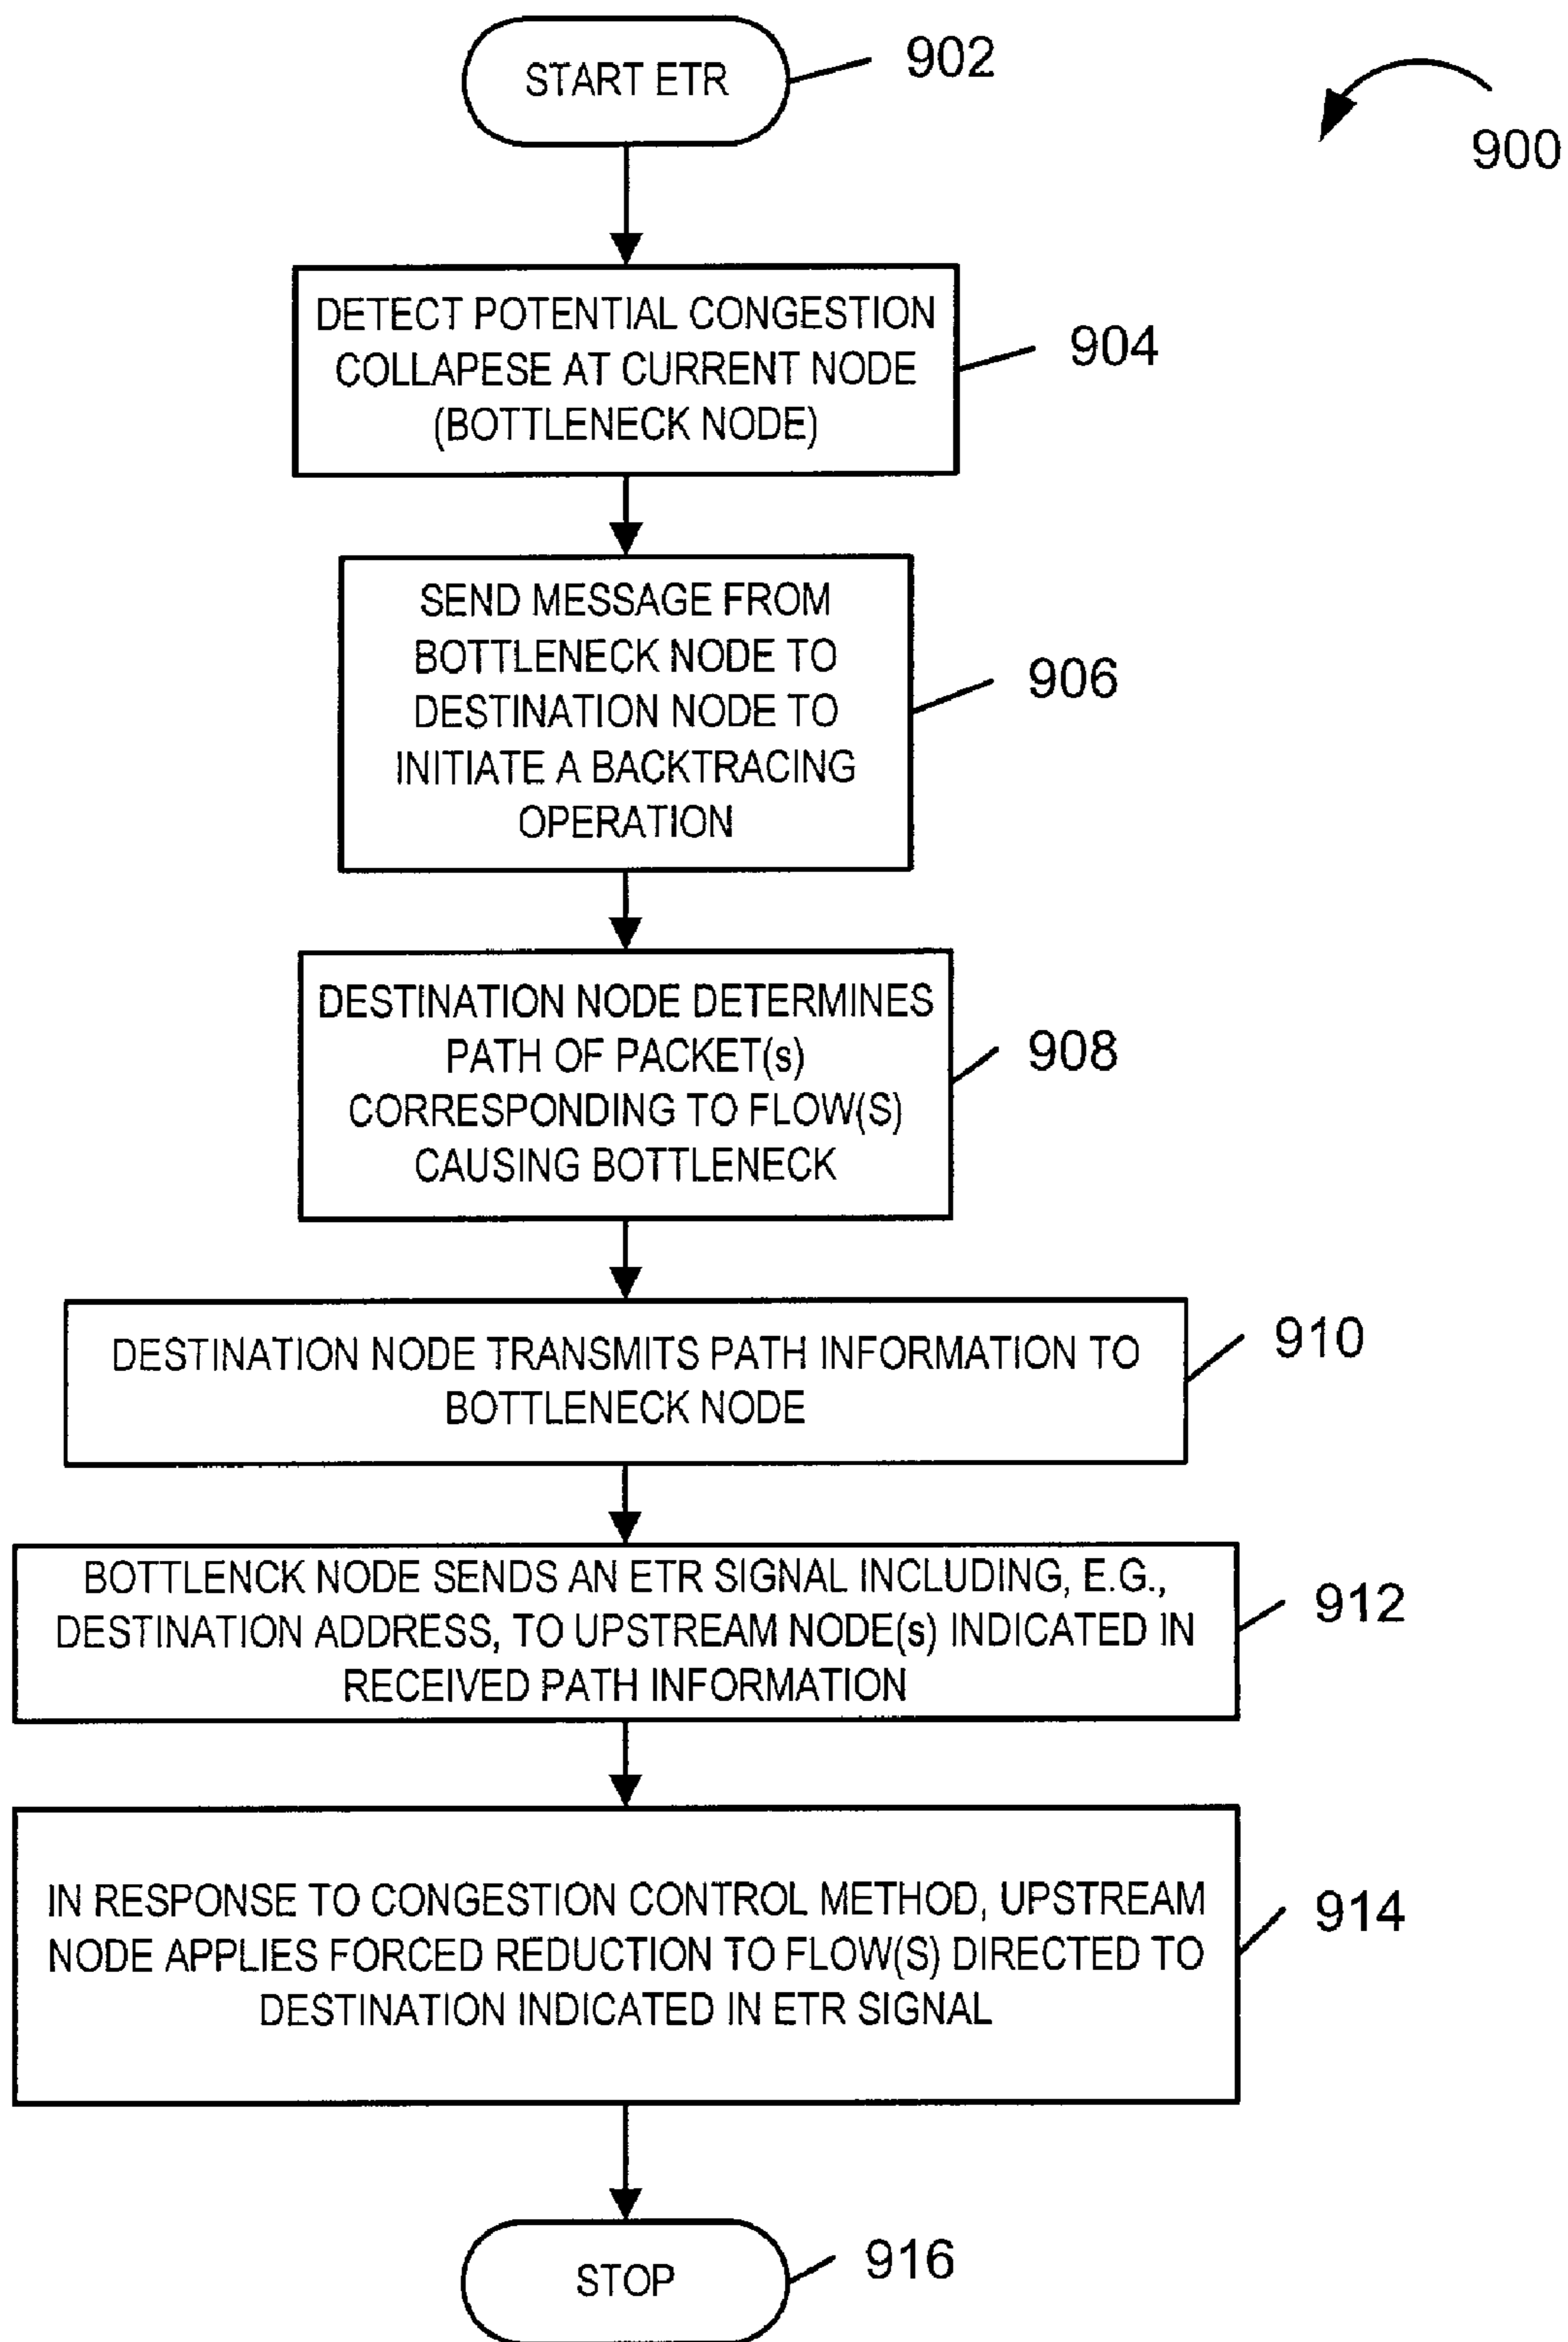 START ETR
902
900
DETECT POTENTIAL CONGESTION
COLLAPESE AT CURRENT NODE
(BOTTLENECK NODE)
904
SEND MESSAGE FROM
BOTTLENECK NODE TO
DESTINATION NODE TO
INITIATE A BACKTRACING
OPERATION
906
DESTINATION NODE DETERMINES
PATH OF PACKET(s)
CORRESPONDING TO FLOW(S)
CAUSING BOTTLENECK
908
DESTINATION NODE TRANSMITS PATH INFORMATION TO
BOTTLENECK NODE
910
BOTTLENCK NODE SENDS AN ETR SIGNAL INCLUDING, E.G.,
DESTINATION ADDRESS, TO UPSTREAM NODE(s) INDICATED IN
RECEIVED PATH INFORMATION
912
IN RESPONSE TO CONGESTION CONTROL METHOD, UPSTREAM
NODE APPLIES FORCED REDUCTION TO FLOW(S) DIRECTED TO
DESTINATION INDICATED IN ETR SIGNAL
914
STOP
916